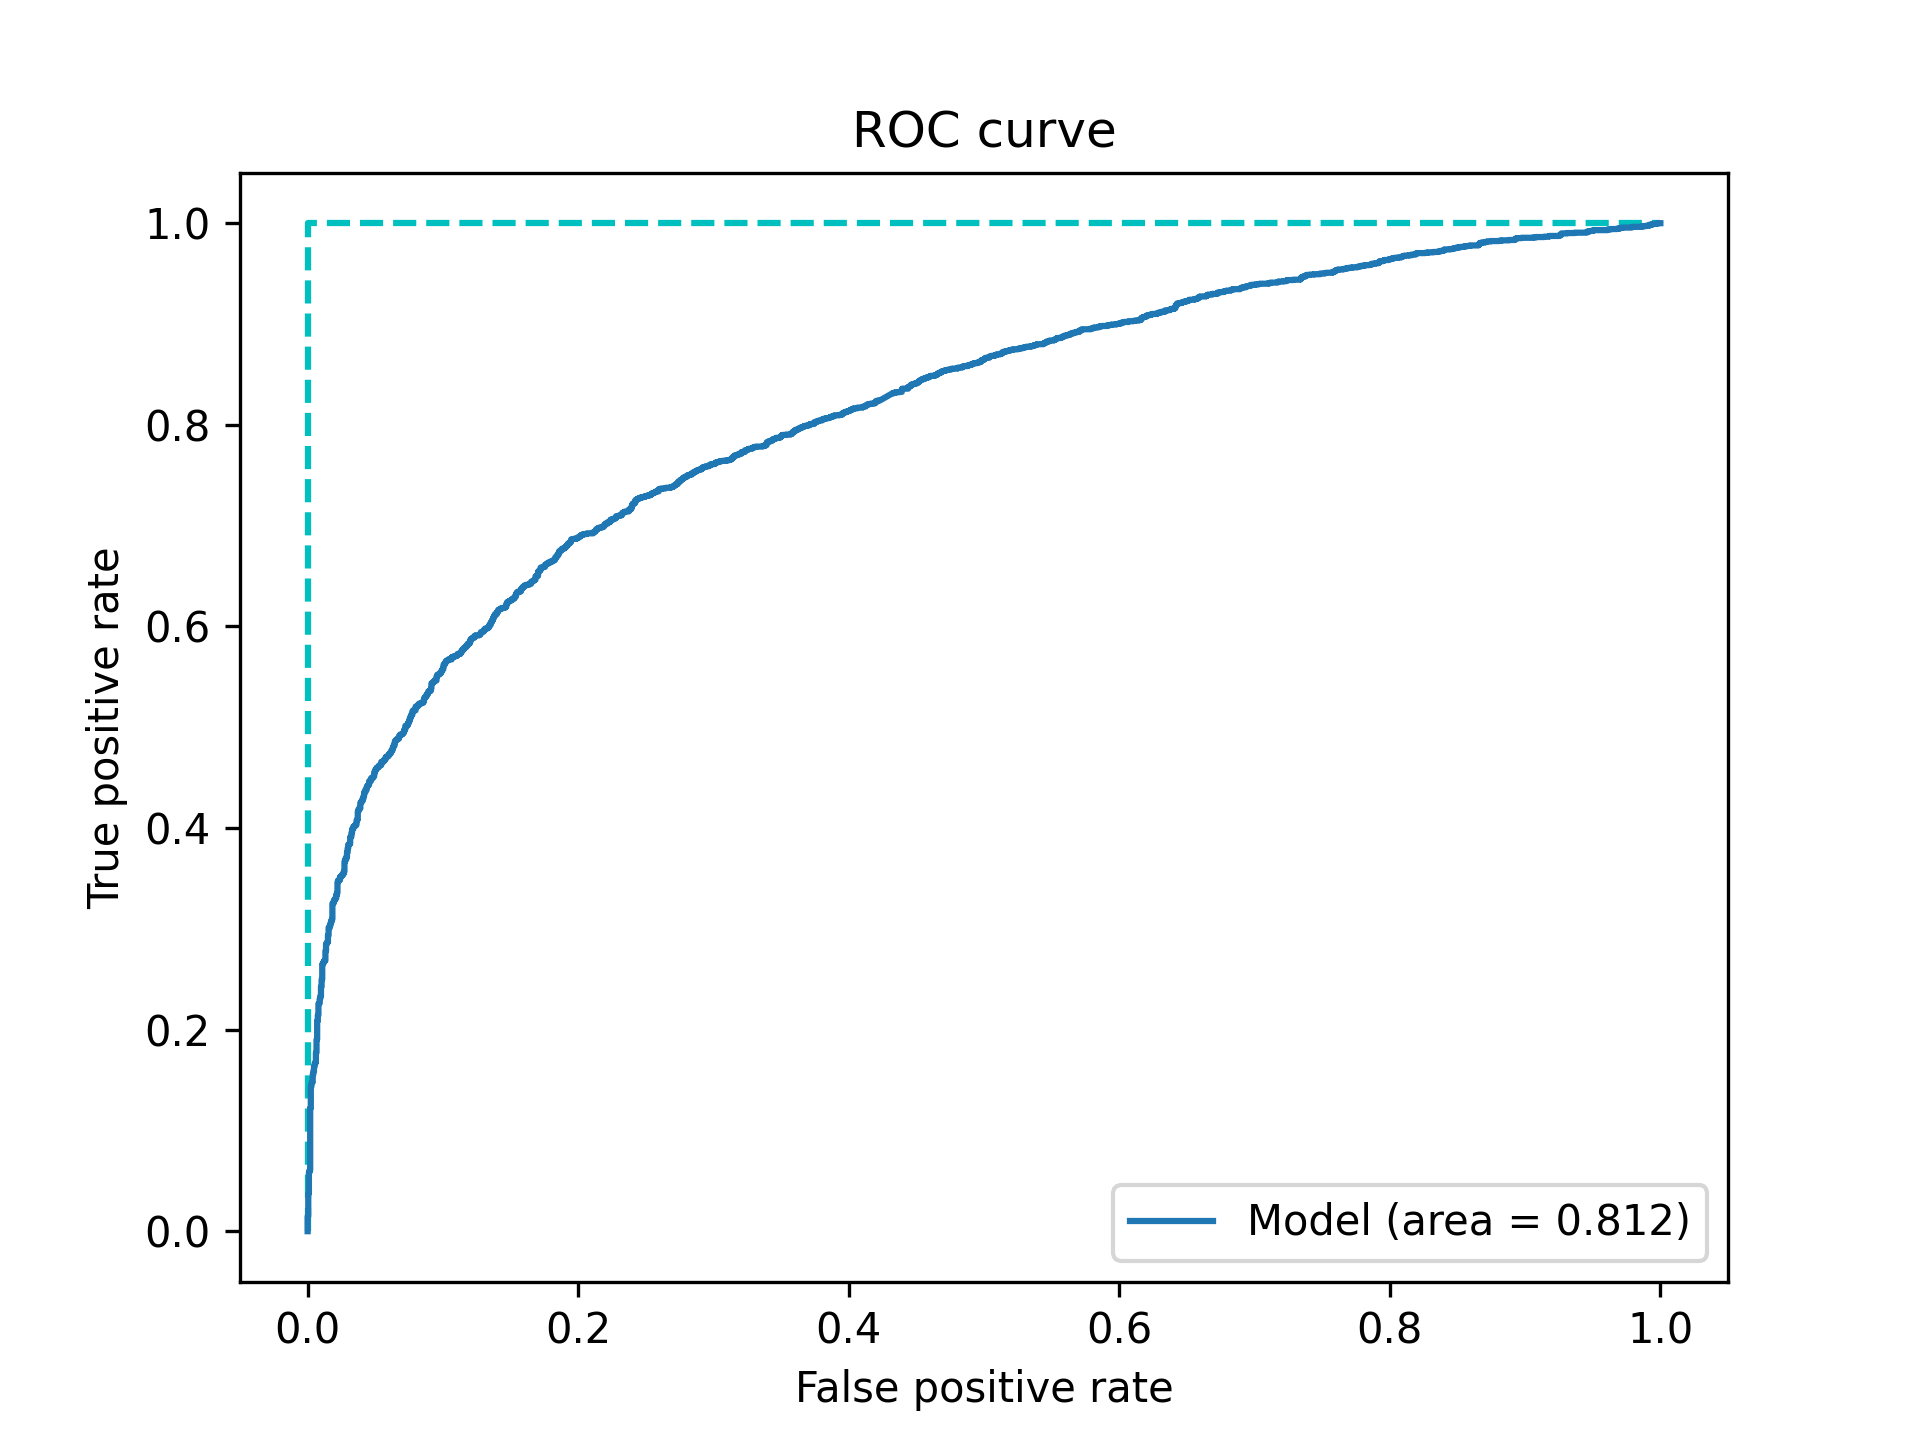 ROC curve
1.0
0.8
0.6
0.4
0.2
0.0
True positive rate
Model (area = 0.812)
0.0 0.2 0.4 0.6 0.8 1.0
False positive rate